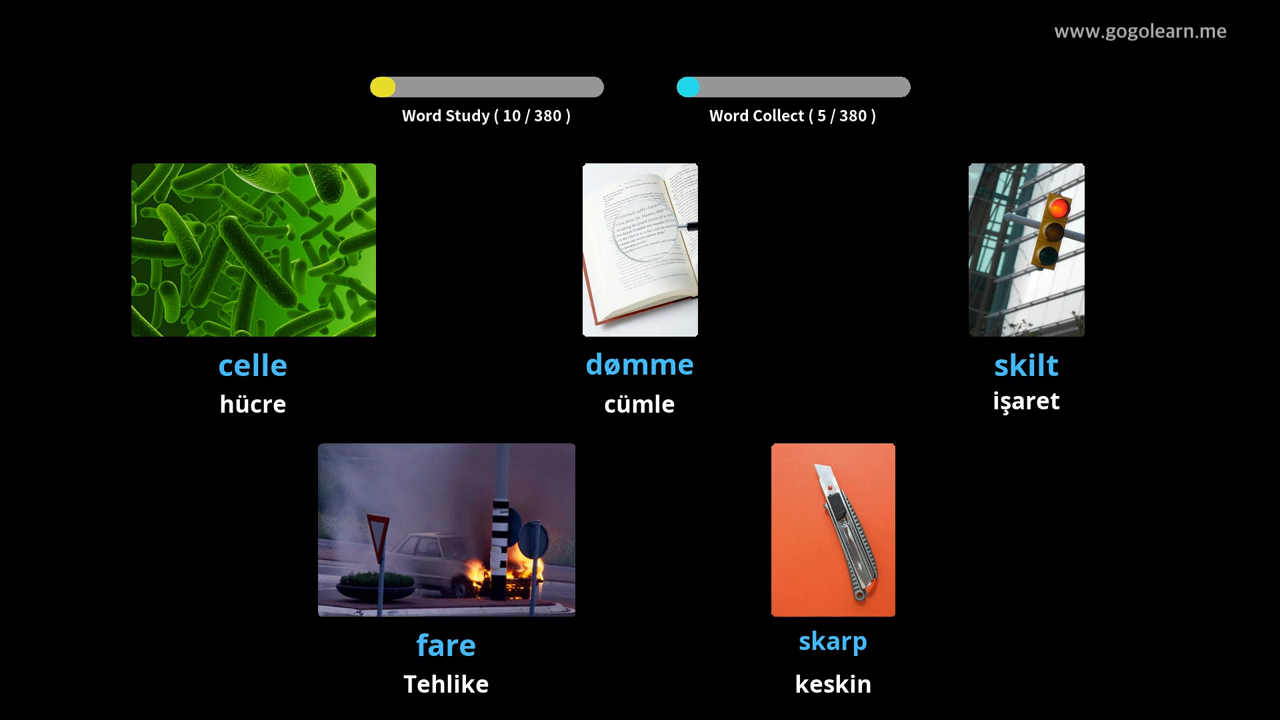 www.gogolearn.me
Word Study ( 10 / 380 )
Word Collect ( 5 / 380 )
celle
hücre
dømme
cümle
skilt
işaret
fare
Tehlike
skarp
keskin